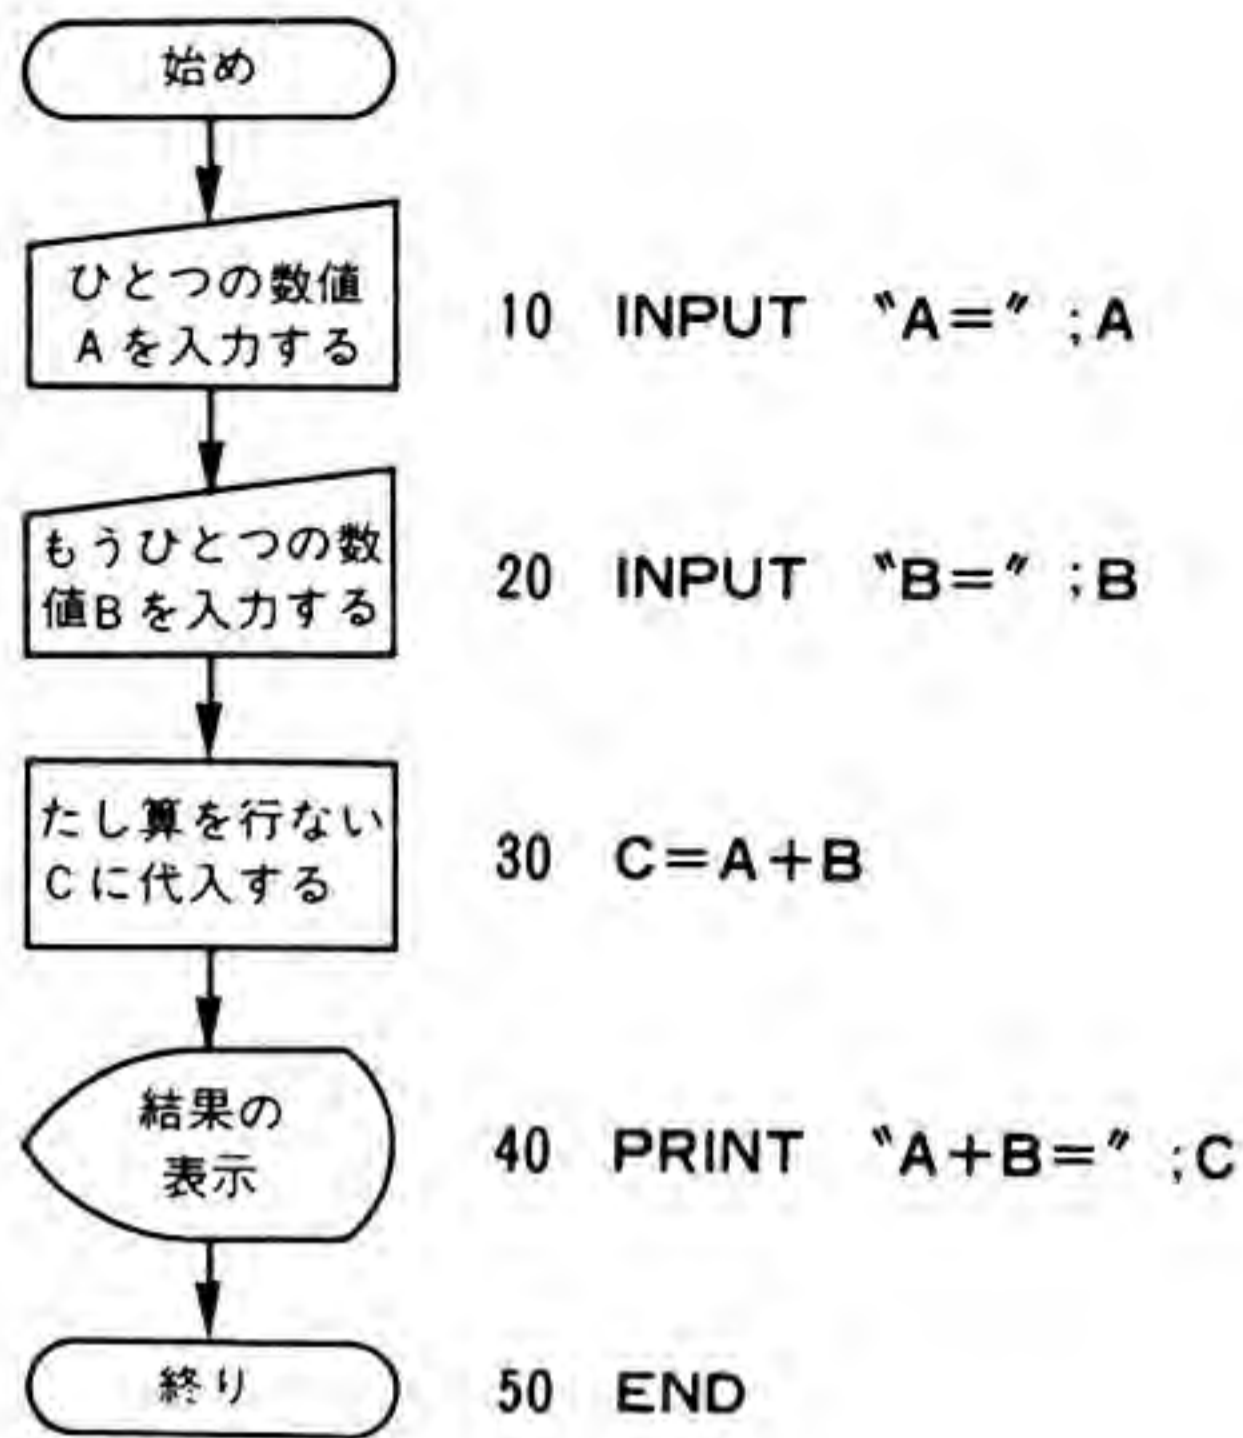 始め
ひとつの数値
Aを入力する
10 INPUT 〝A=〞 ;A
もうひとつの数
値Bを入力する
20 INPUT 〝B=〞 ;B
たし算を行ない
Cに代入する
30 C=A+B
結果の
表示
40 PRINT 〝A+B=〞 ;C
終り
50 END